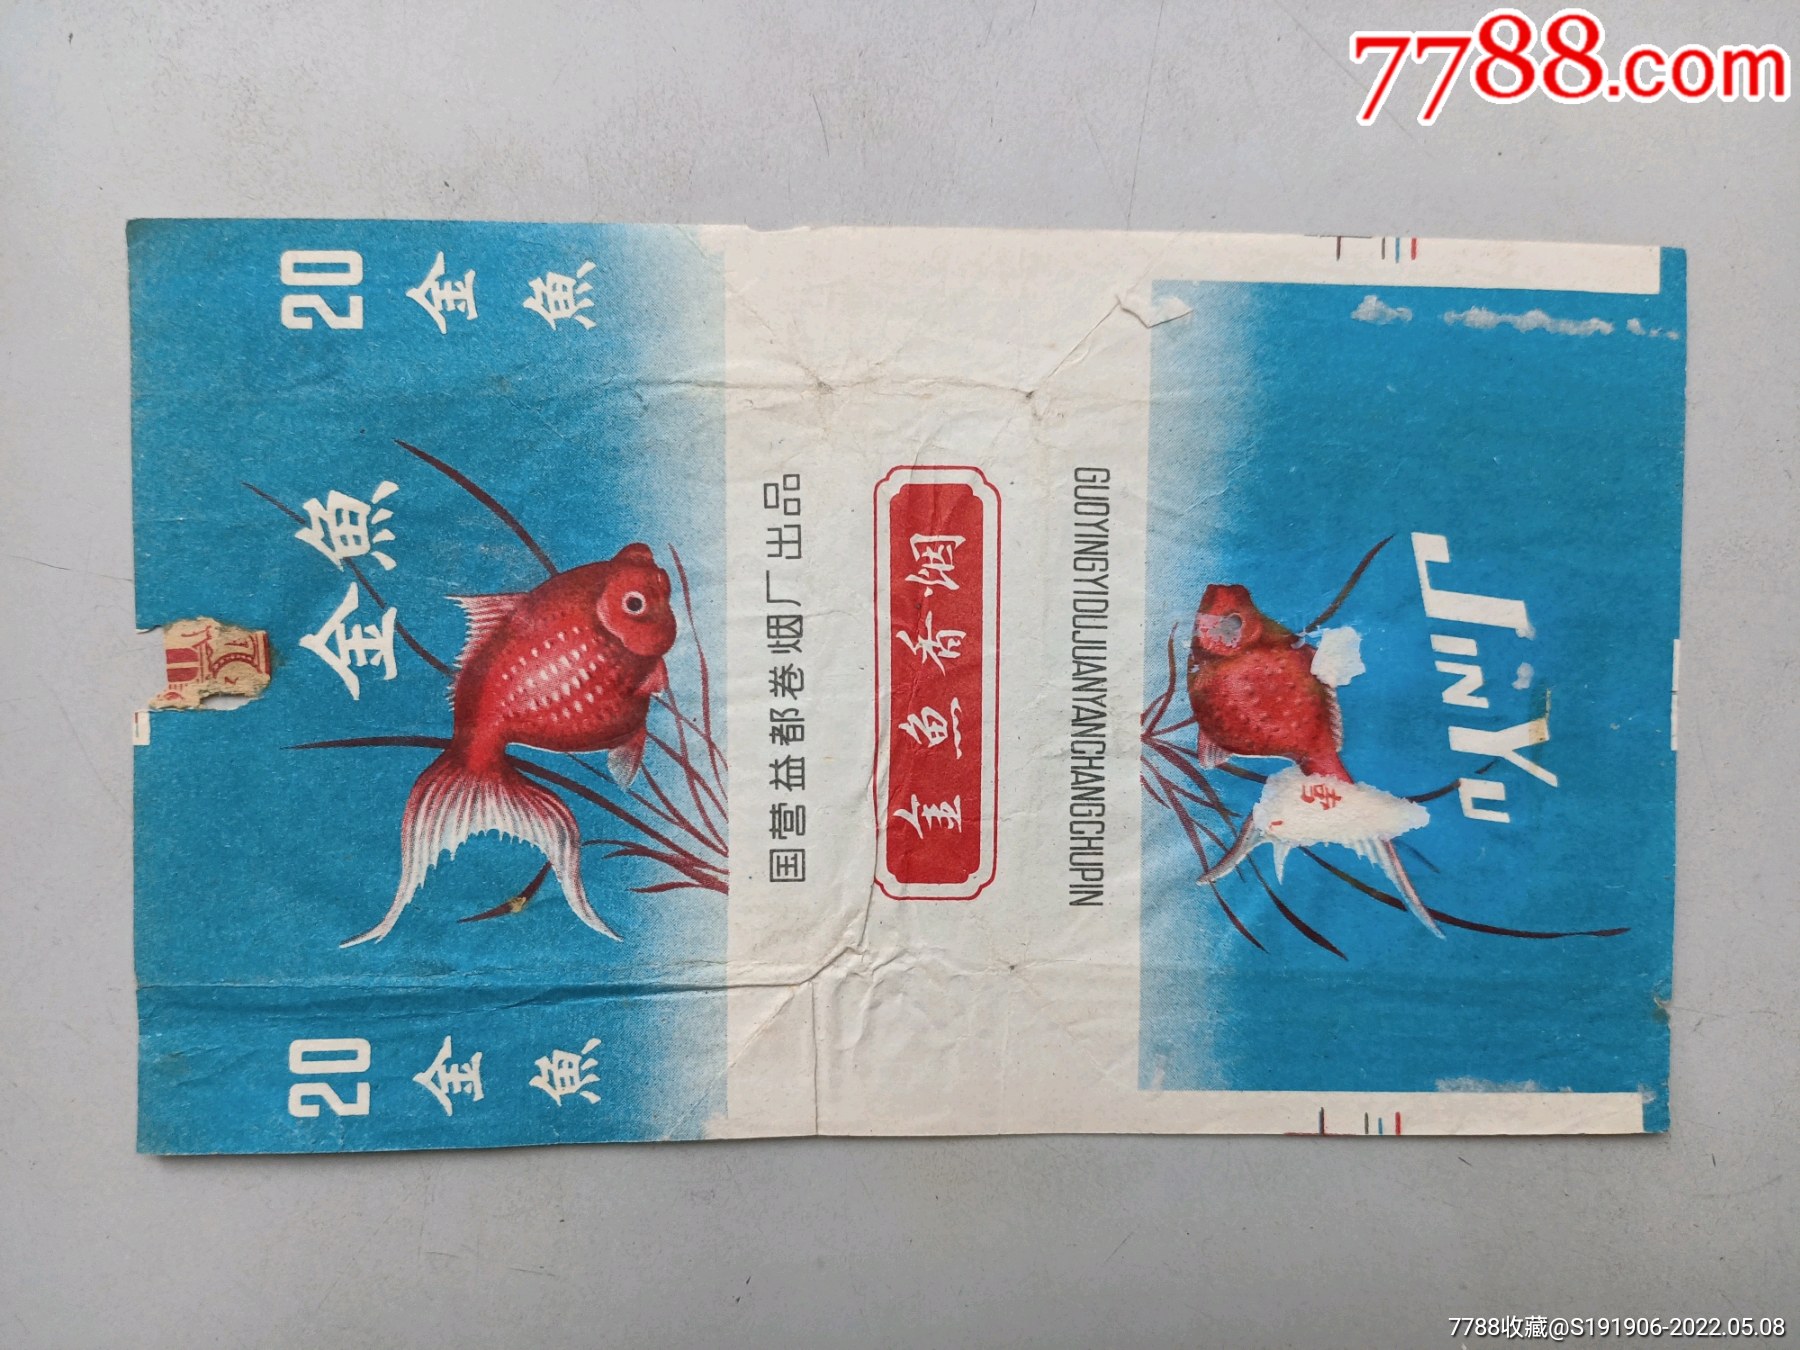 7788.com
20
金
魚
金魚
20
金
魚
国营益都卷烟厂出品
金鱼香烟
GUOYINGYIDUJUANYANCHANGCHUPIN
JINYU
7788收藏@S191906-2022.05.08